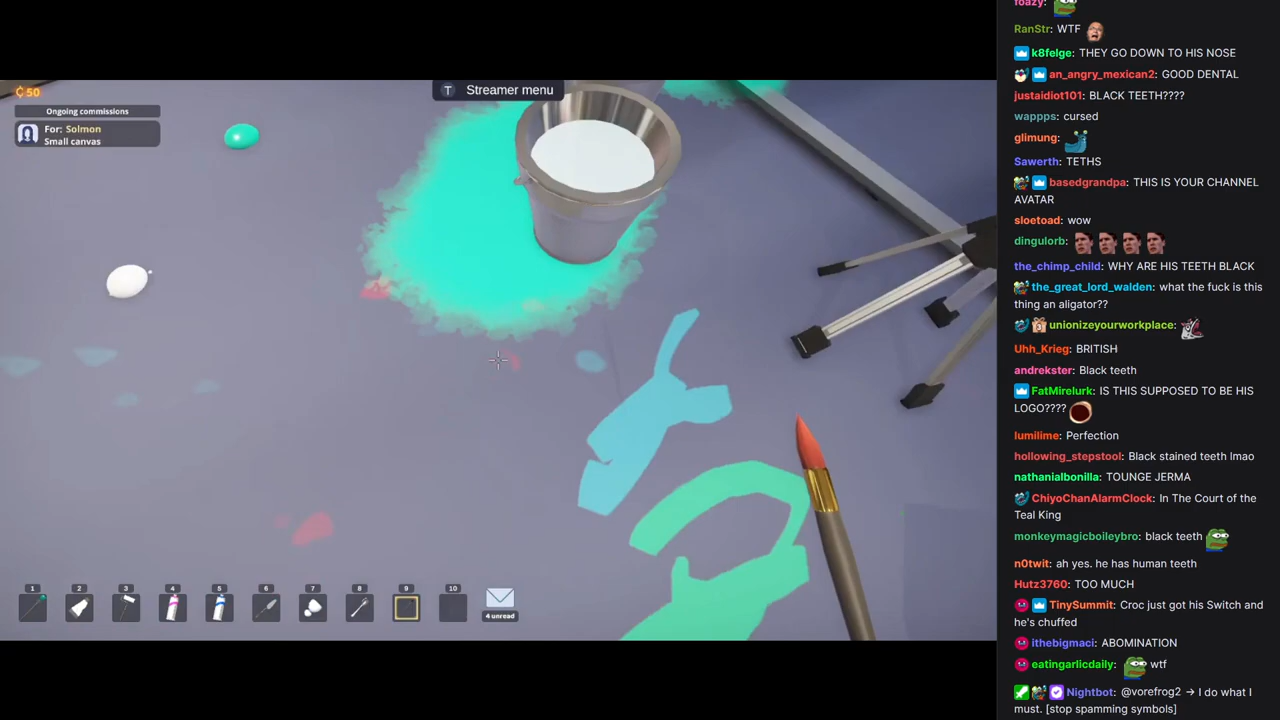 50
T Streamer menu
Ongoing commissions
For: Solmon
Small canvas
1 2 3 4 5 6 7 8 9 10
4 unread
foazy:
RanStr: WTF
k8felge: THEY GO DOWN TO HIS NOSE
an_angry_mexican2: GOOD DENTAL
justaidiot101: BLACK TEETH????
wappps: cursed
glimung:
Sawerth: TETHS
basedgrandpa: THIS IS YOUR CHANNEL
AVATAR
sloetoad: wow
dingulorb:
the_chimp_child: WHY ARE HIS TEETH BLACK
the_great_lord_walden: what the fuck is this
thing an aligator??
unionizeyourworkplace:
Uhh_Krieg: BRITISH
andrekster: Black teeth
FatMirelurk: IS THIS SUPPOSED TO BE HIS
LOGO????
lumilime: Perfection
hollowing_stepstool: Black stained teeth lmao
nathanialbonilla: TOUNGE JERMA
ChiyoChanAlarmClock: In The Court of the
Teal King
monkeymagicboileybro: black teeth
n0twit: ah yes. he has human teeth
Hutz3760: TOO MUCH
TinySummit: Croc just got his Switch and
he's chuffed
ithebigmaci: ABOMINATION
eatingarlicdaily: wtf
Nightbot: @vorefrog2 → I do what I
must. [stop spamming symbols]